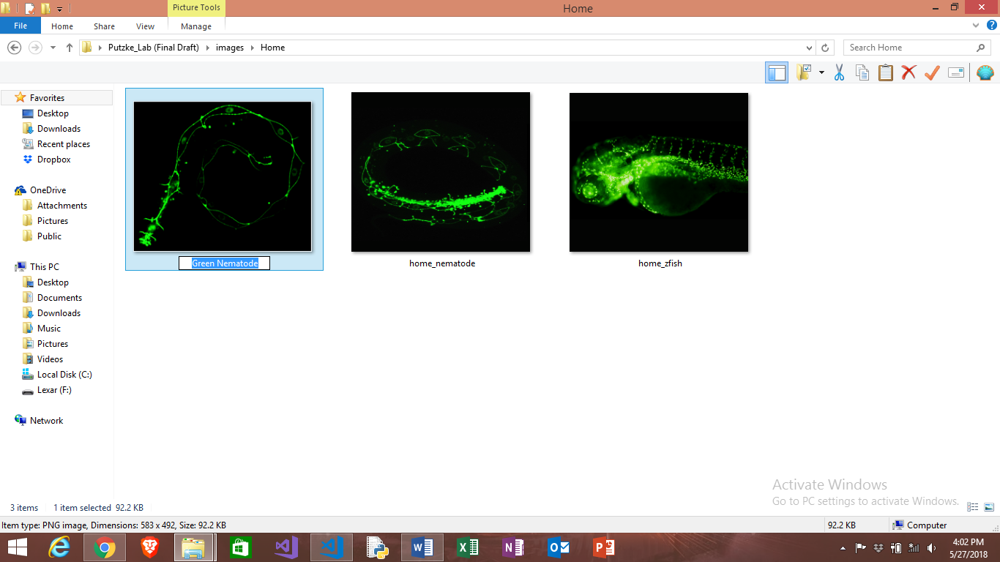 Picture Tools
Home
File
Home
Share
View
Manage
Putzke_Lab (Final Draft)
images
Home
Search Home
Favorites
Desktop
Downloads
Recent places
Dropbox
OneDrive
Attachments
Pictures
Public
This PC
Desktop
Documents
Downloads
Music
Pictures
Videos
Local Disk (C:)
Lexar (F:)
Network
Green Nematode
home_nematode
home_zfish
Activate Windows
Go to PC settings to activate Windows.
3 items
1 item selected 92.2 KB
Item type: PNG image, Dimensions: 583 x 492, Size: 92.2 KB
92.2 KB
Computer
4:02 PM
5/27/2018